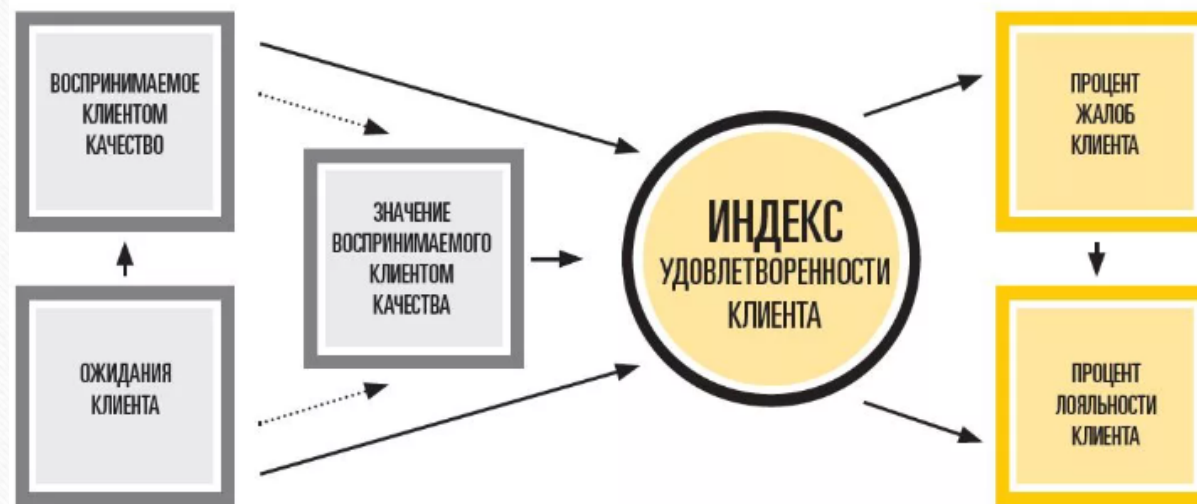 ВОСПРИНИМАЕМОЕ
КЛИЕНТОМ
КАЧЕСТВО
ОЖИДАНИЯ
КЛИЕНТА
ЗНАЧЕНИЕ
ВОСПРИНИМАЕМОГО
КЛИЕНТОМ
КАЧЕСТВА
ИНДЕКС
УДОВЛЕТВОРЕННОСТИ
КЛИЕНТА
ПРОЦЕНТ
ЖАЛОБ
КЛИЕНТА
ПРОЦЕНТ
ЛОЯЛЬНОСТИ
КЛИЕНТА